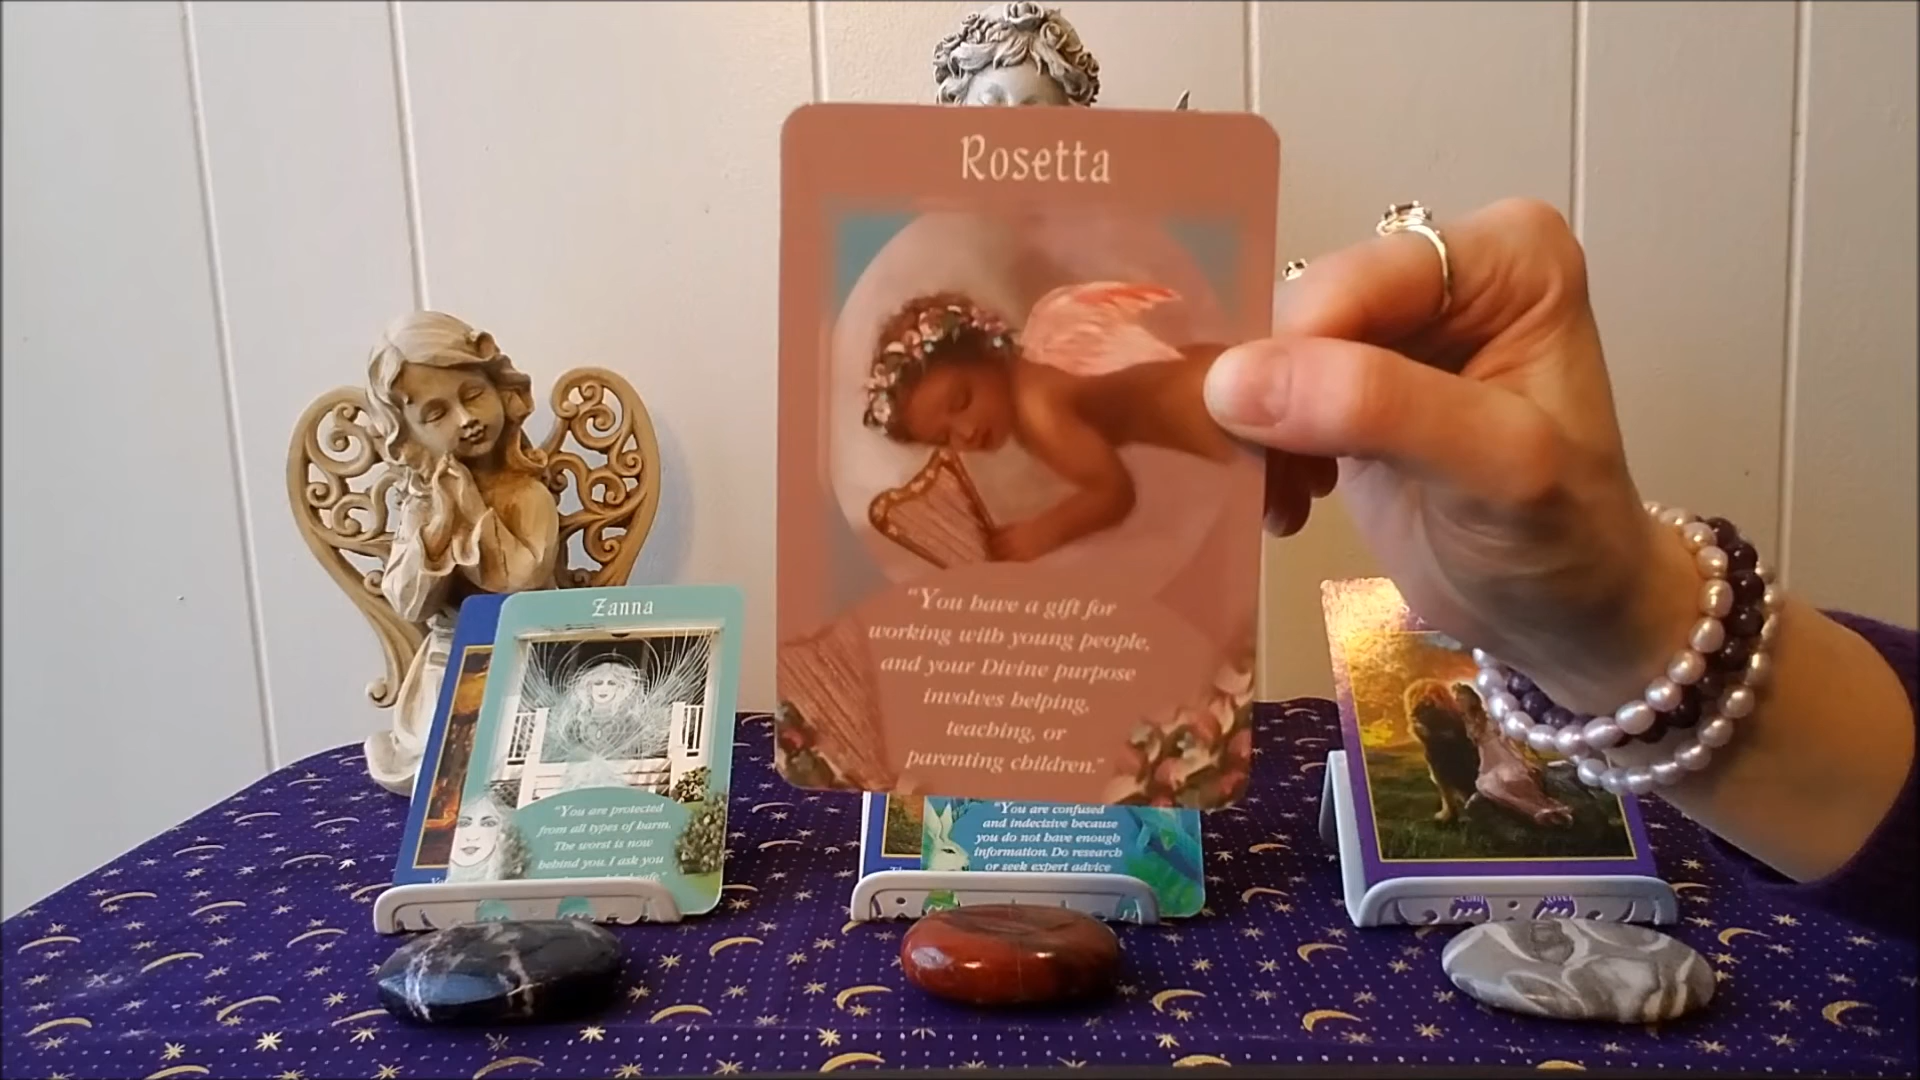 Rosetta
"You have a gift for
working with young people,
and your Divine purpose
involves helping,
teaching, or
parenting children."
Zanna
"You are protected
from all types of harm.
The worst is now
behind you. I ask you
"You are confused
and indecisive because
you do not have enough
information. Do research
or seek expert advice